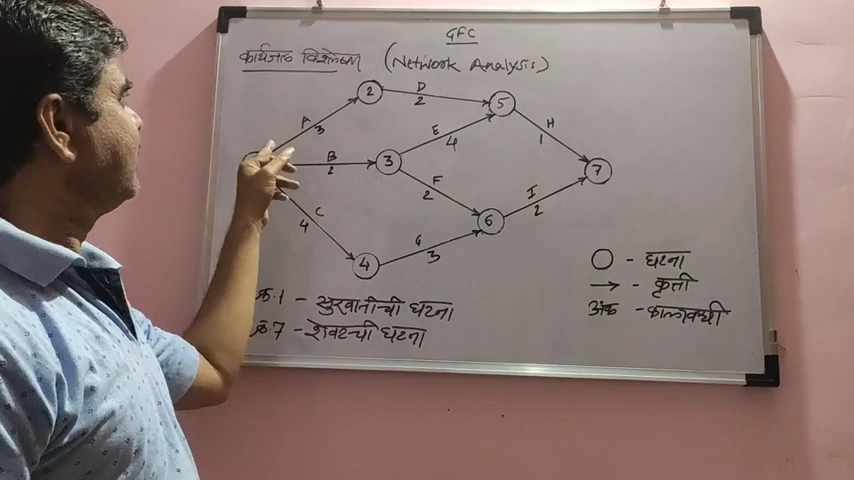 GFC
कार्यजाल विश्लेषण (Network Analysis)
2 D 2 5
A 3 E 4 H 1
B 2 3 7
F 2 I 2
C 4 6
G 3
4
O - घटना
→ - कृती
क्र.1 - सुरवातीची घटना अंक - कालावधी
क्र.7 - शेवटची घटना